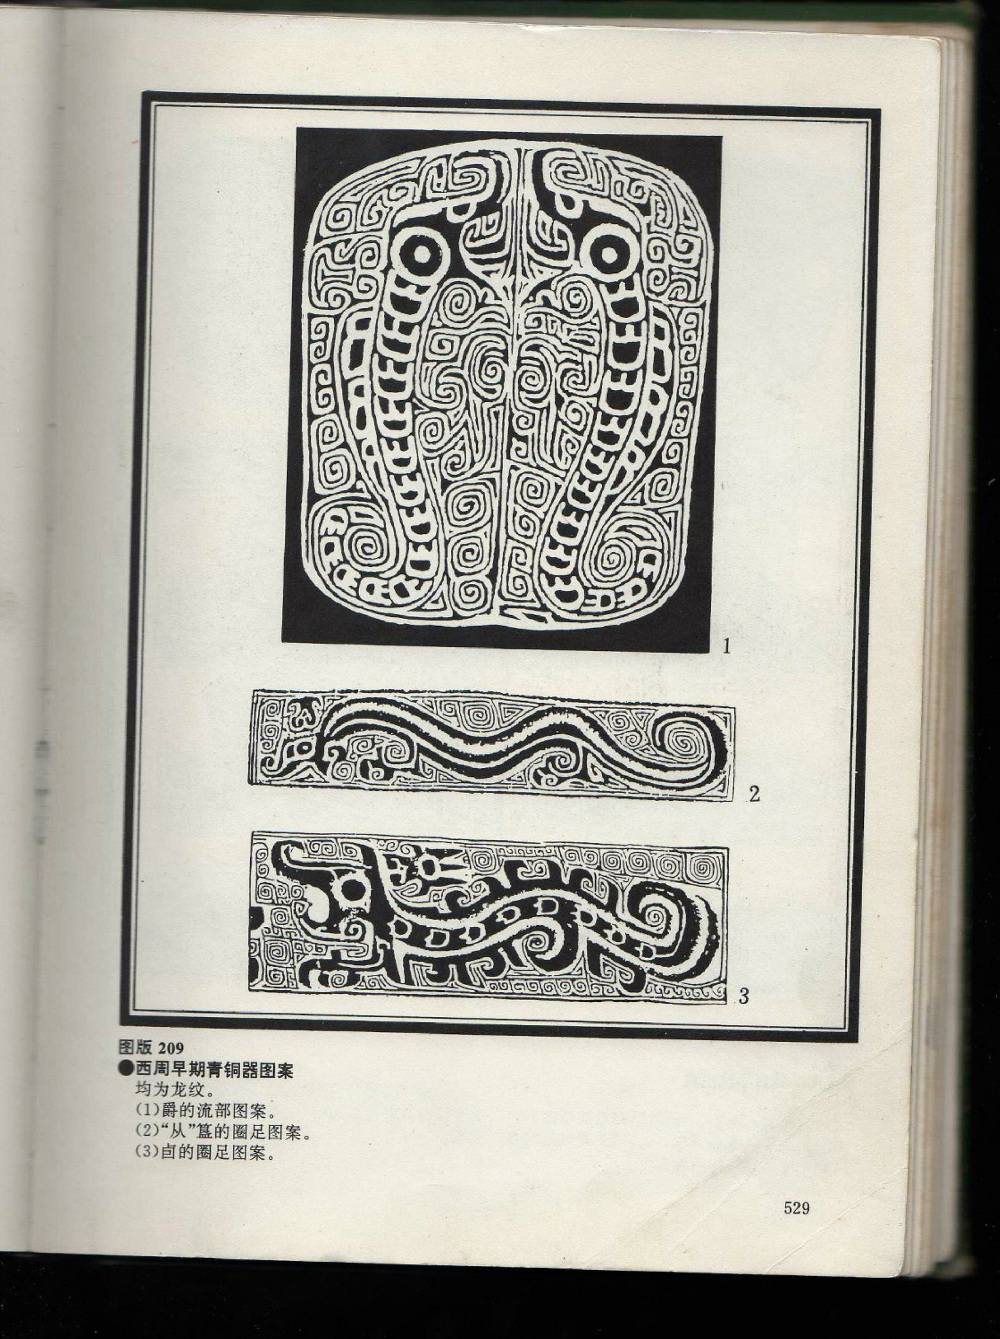 1
2
3
图版 209
●西周早期青铜器图案
均为龙纹。
(1)爵的流部图案。
(2)“从”簋的圈足图案。
(3)卣的圈足图案。
529